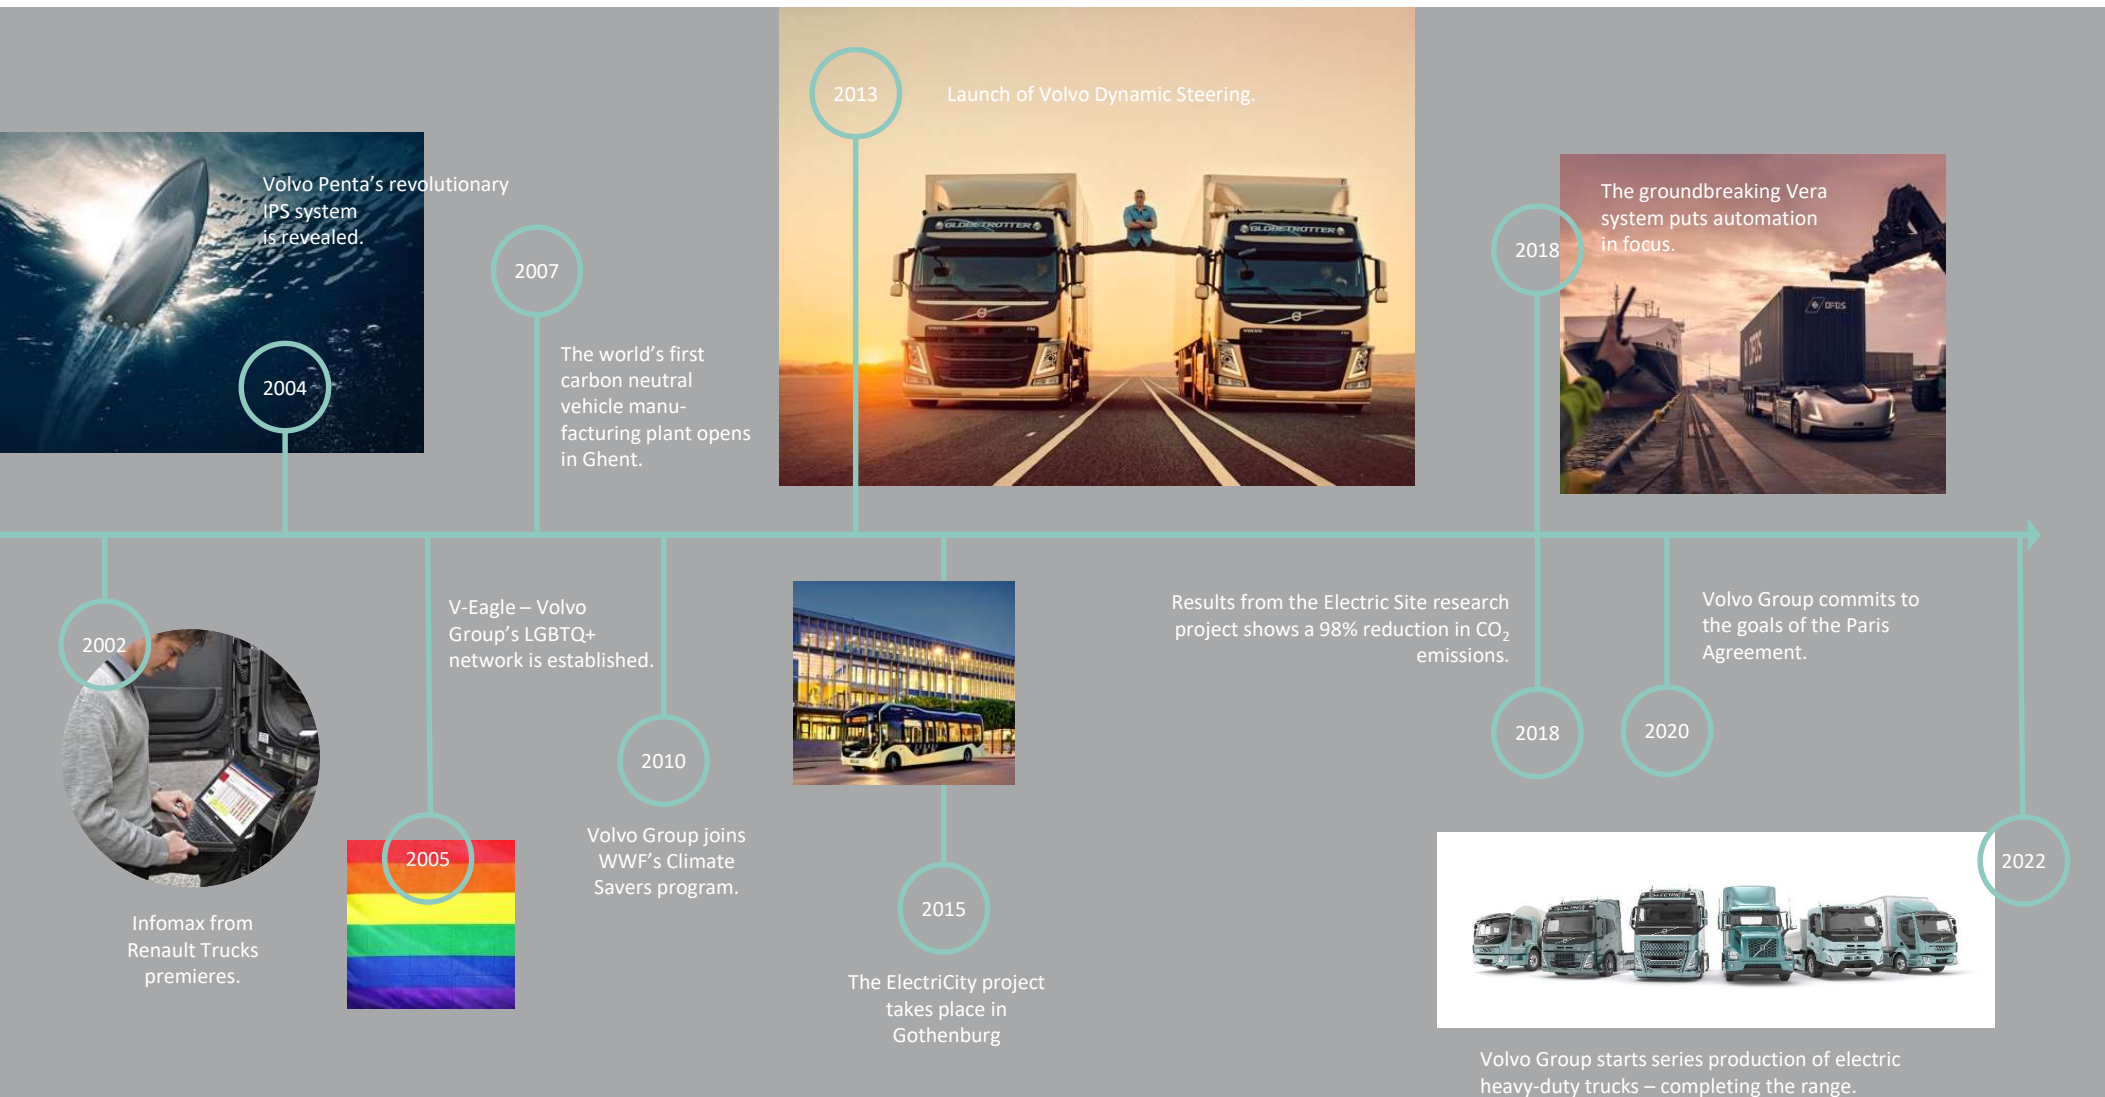 2013
Launch of Volvo Dynamic Steering.
Volvo Penta's revolutionary
IPS system
is revealed.
2004
2007
The world's first
carbon neutral
vehicle manu-
facturing plant opens
in Ghent.
GLOBETROTTER
GLOBETROTTER
2018
The groundbreaking Vera
system puts automation
in focus.
DFDS
DFDS
2002
Infomax from
Renault Trucks
premieres.
V-Eagle – Volvo
Group's LGBTQ+
network is established.
2005
2010
Volvo Group joins
WWF's Climate
Savers program.
2015
The ElectriCity project
takes place in
Gothenburg
Results from the Electric Site research
project shows a 98% reduction in CO₂
emissions.
2018
2020
Volvo Group commits to
the goals of the Paris
Agreement.
2022
Volvo Group starts series production of electric
heavy-duty trucks – completing the range.